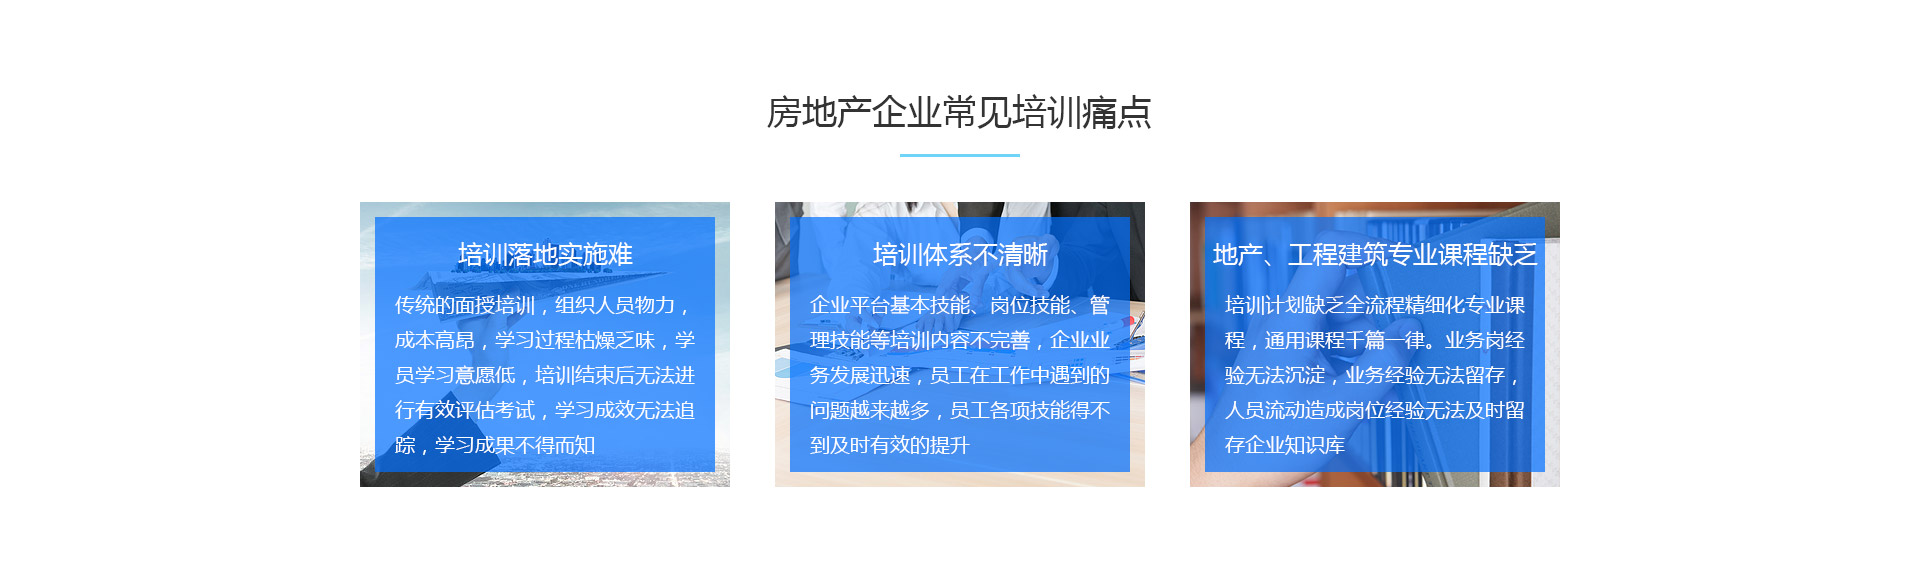 房地产企业常见培训痛点
培训落地实施难
传统的面授培训，组织人员物力，
成本高昂，学习过程枯燥乏味，学
员学习意愿低，培训结束后无法进
行有效评估考试，学习成效无法追
踪，学习成果不得而知
培训体系不清晰
企业平台基本技能、岗位技能、管
理技能等培训内容不完善，企业业
务发展迅速，员工在工作中遇到的
问题越来越多，员工各项技能得不
到及时有效的提升
地产、工程建筑专业课程缺乏
培训计划缺乏全流程精细化专业课
程，通用课程千篇一律。业务岗经
验无法沉淀，业务经验无法留存，
人员流动造成岗位经验无法及时留
存企业知识库